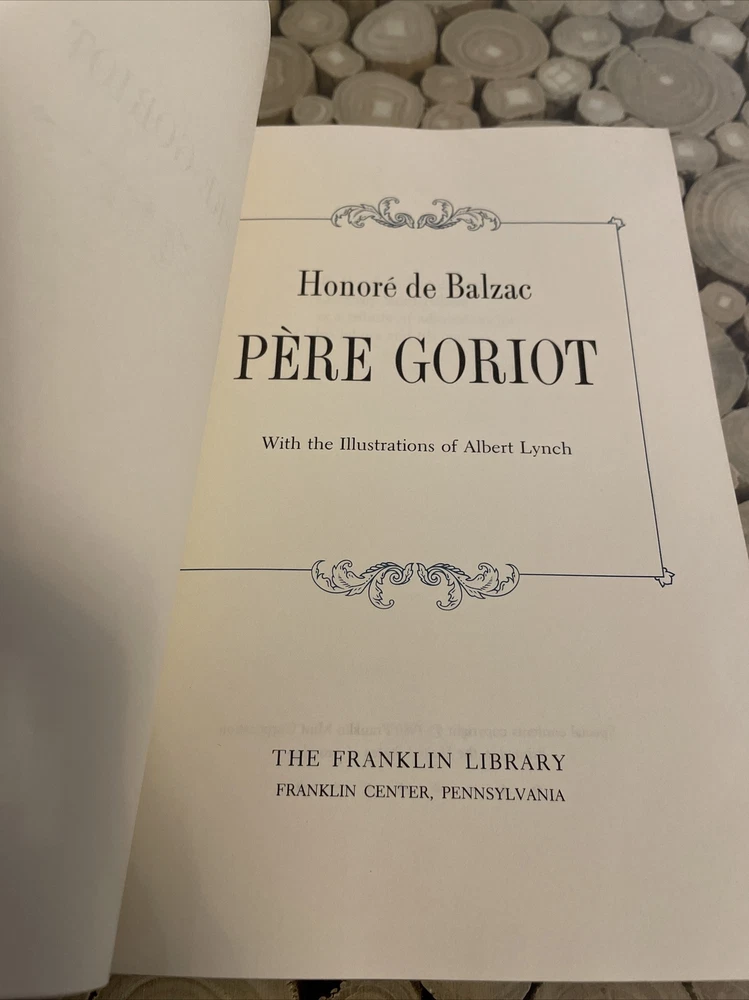 Honoré de Balzac
PÈRE GORIOT
With the Illustrations of Albert Lynch
THE FRANKLIN LIBRARY
FRANKLIN CENTER, PENNSYLVANIA